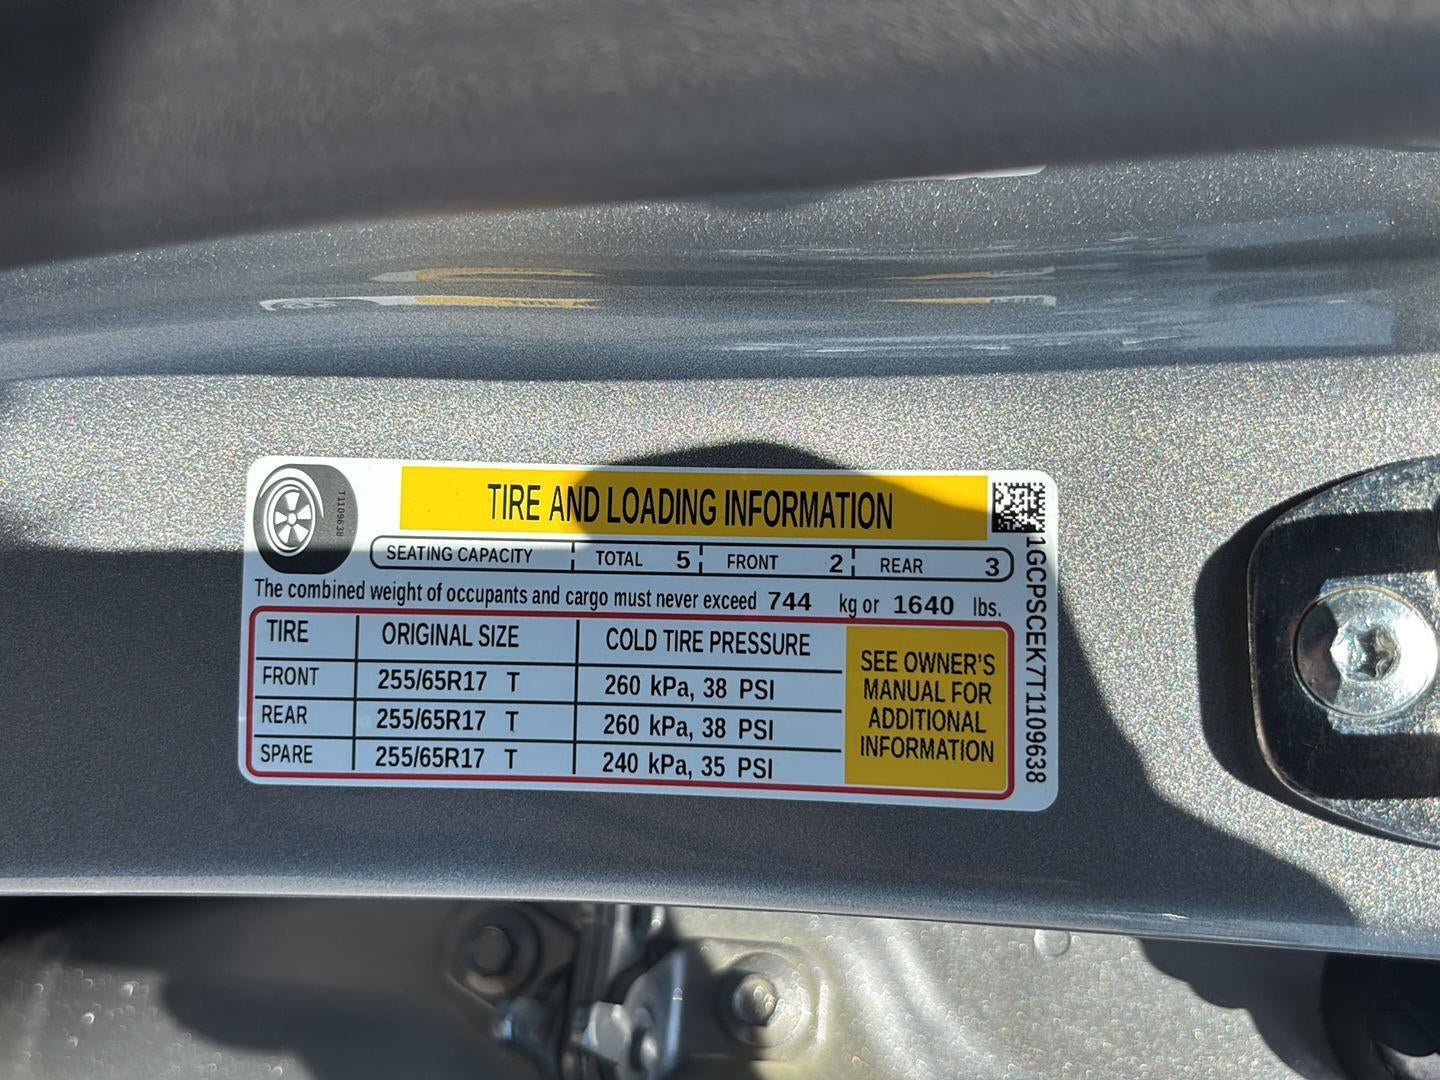 TIRE AND LOADING INFORMATION
T1109638
SEATING CAPACITY TOTAL 5 FRONT 2 REAR 3
The combined weight of occupants and cargo must never exceed 744 kg or 1640 lbs.
TIRE ORIGINAL SIZE COLD TIRE PRESSURE
FRONT 255/65R17 T 260 kPa, 38 PSI
REAR 255/65R17 T 260 kPa, 38 PSI
SPARE 255/65R17 T 240 kPa, 35 PSI
SEE OWNER'S
MANUAL FOR
ADDITIONAL
INFORMATION
1GCPSCEK7T1109638